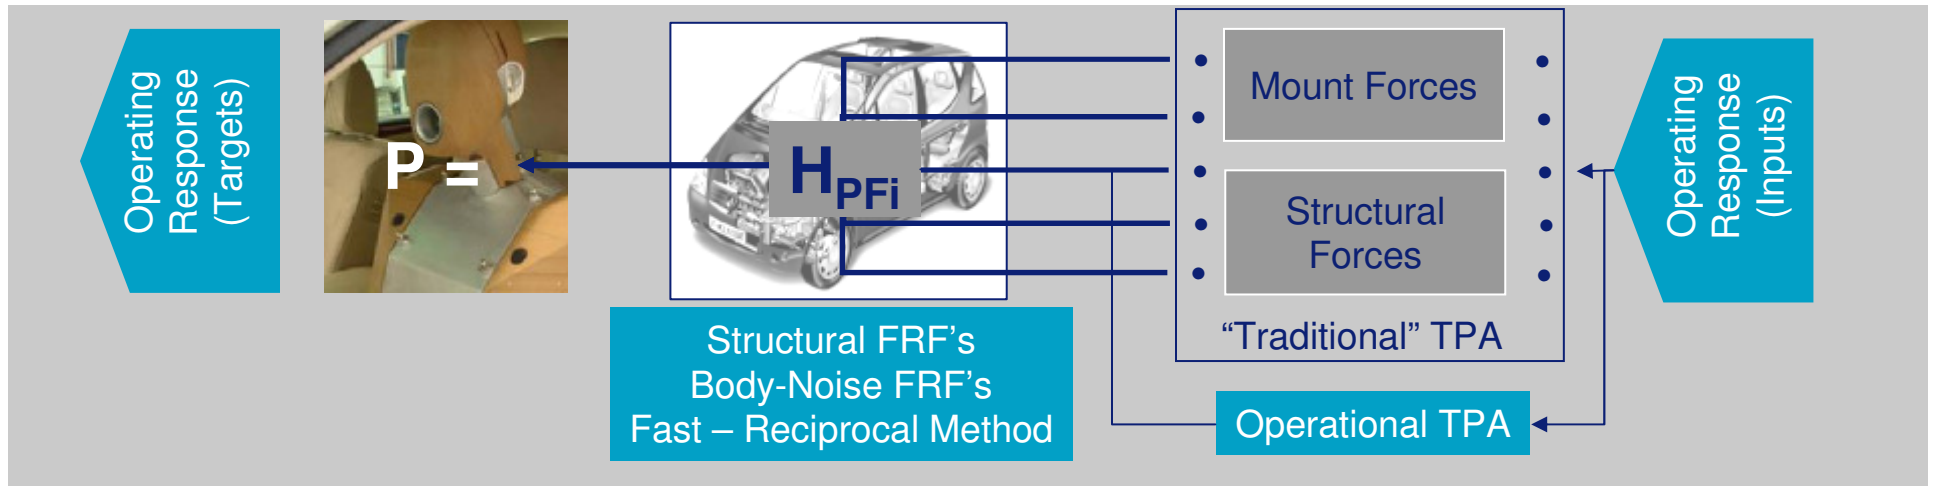 Operating
Response
(Targets)
P =
H PFi
Structural FRF's
Body-Noise FRF's
Fast – Reciprocal Method
Mount Forces
Structural
Forces
“Traditional” TPA
Operational TPA
Operating
Response
(Inputs)